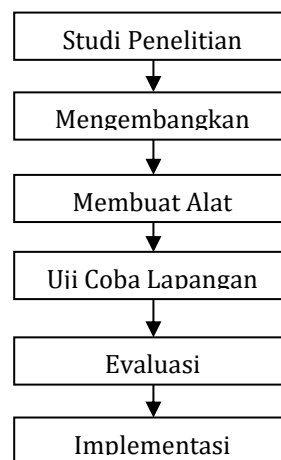 Studi Penelitian
Mengembangkan
Membuat Alat
Uji Coba Lapangan
Evaluasi
Implementasi